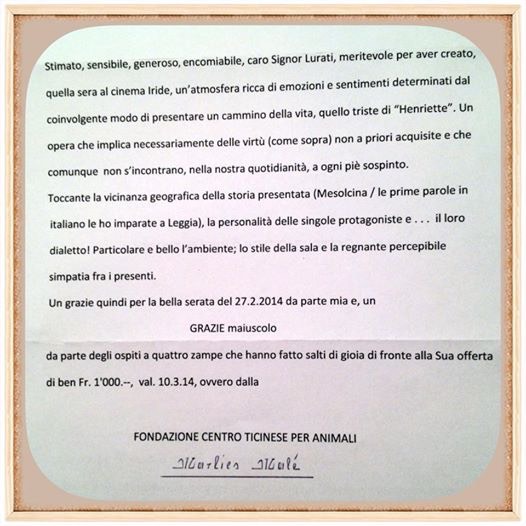 Stimato, sensibile, generoso, encomiabile, caro Signor Lurati, meritevole per aver creato,
quella sera al cinema Iride, un'atmosfera ricca di emozioni e sentimenti determinati dal
coinvolgente modo di presentare un cammino della vita, quello triste di "Henriette". Un
opera che implica necessariamente delle virtù (come sopra) non a priori acquisite e che
comunque non s'incontrano, nella nostra quotidianità, a ogni piè sospinto.
Toccante la vicinanza geografica della storia presentata (Mesolcina / le prime parole in
italiano le ho imparate a Leggia), la personalità delle singole protagoniste e . . . il loro
dialetto! Particolare e bello l'ambiente; lo stile della sala e la regnante percepibile
simpatia fra i presenti.
Un grazie quindi per la bella serata del 27.2.2014 da parte mia e, un
GRAZIE maiuscolo
da parte degli ospiti a quattro zampe che hanno fatto salti di gioia di fronte alla Sua offerta
di ben Fr. 1'000.--, val. 10.3.14, ovvero dalla
FONDAZIONE CENTRO TICINESE PER ANIMALI
Marlies Malé